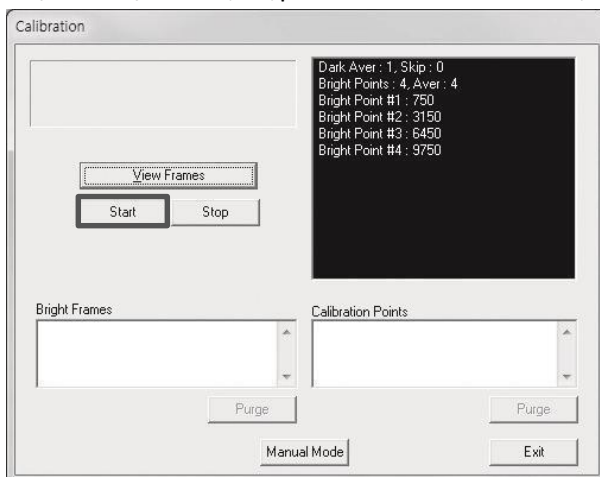 Calibration
Dark Aver : 1, Skip : 0
Bright Points : 4, Aver : 4
Bright Point #1 : 750
Bright Point #2 : 3150
Bright Point #3 : 6450
Bright Point #4 : 9750
View Frames
Start Stop
Bright Frames Calibration Points
Purge Purge
Manual Mode Exit